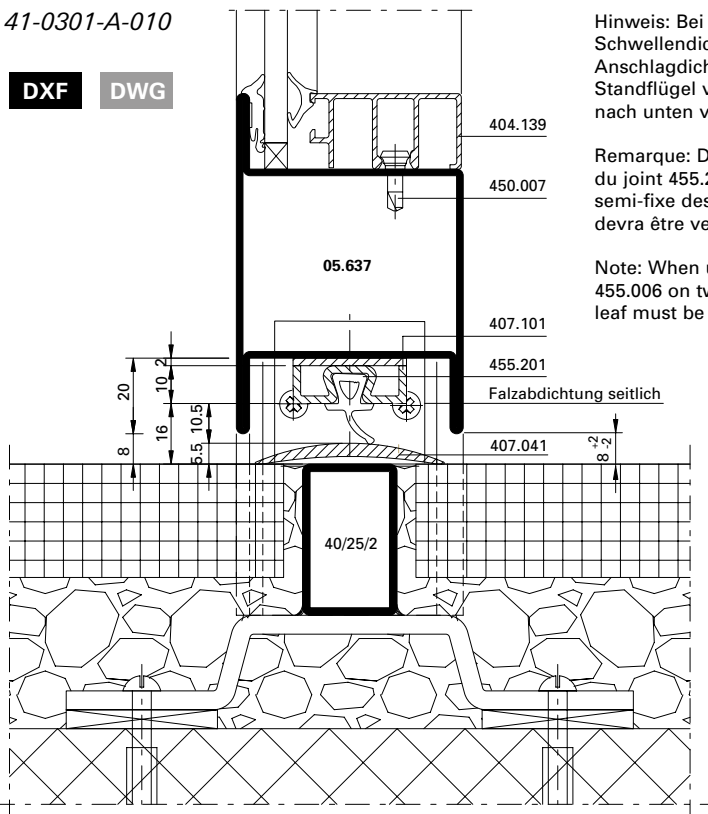 41-0301-A-010
DXF DWG
Hinweis: Bei
Anschlagdich
Standflügel v
nach unten v
Remarque: D
du joint 455.2
semi-fixe des
devra être ve
Note: When u
455.006 on tw
leaf must be
404.139
450.007
05.637
407.101
455.201
Falzabdichtung seitlich
407.041
2
10
20
16
10.5
8
5.5
8 +2 -2
40/25/2